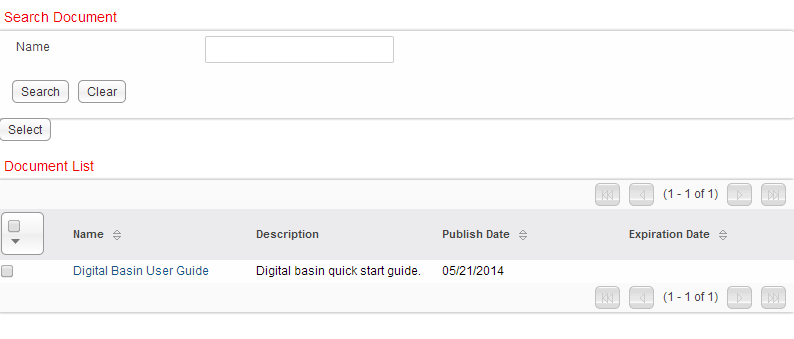 Search Document
Name
Search Clear
Select
Document List
(1 - 1 of 1)
Name Description Publish Date Expiration Date
Digital Basin User Guide Digital basin quick start guide. 05/21/2014
(1 - 1 of 1)